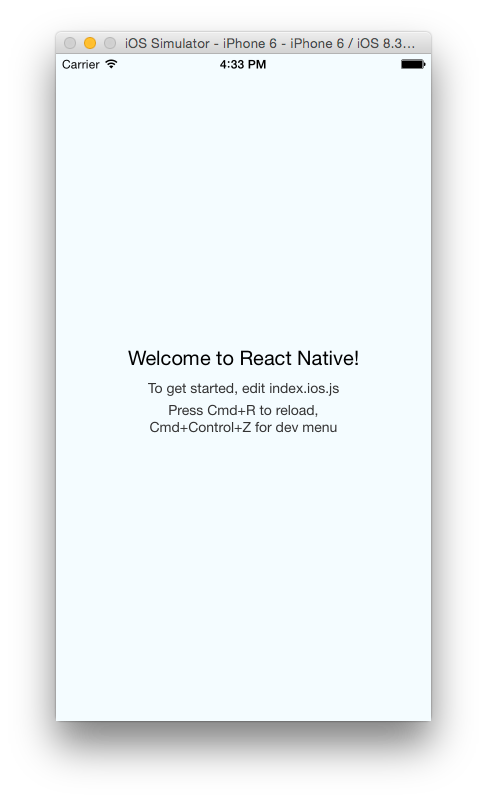 iOS Simulator - iPhone 6 - iPhone 6 / iOS 8.3...
Carrier 4:33 PM
Welcome to React Native!
To get started, edit index.ios.js
Press Cmd+R to reload,
Cmd+Control+Z for dev menu